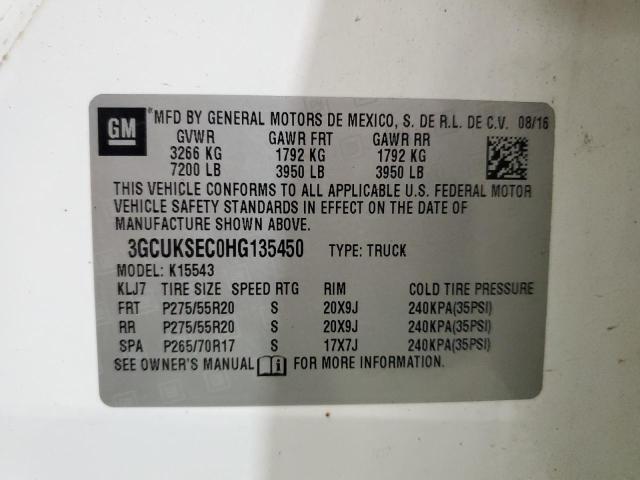 GM
*MFD BY GENERAL MOTORS DE MEXICO, S. DE R.L. DE C.V. 08/16
GVWR GAWR FRT GAWR RR
3266 KG 1792 KG 1792 KG
7200 LB 3950 LB 3950 LB
THIS VEHICLE CONFORMS TO ALL APPLICABLE U.S. FEDERAL MOTOR
VEHICLE SAFETY STANDARDS IN EFFECT ON THE DATE OF
MANUFACTURE SHOWN ABOVE.
3GCUKSEC0HG135450 TYPE: TRUCK
MODEL: K15543
KLJ7 TIRE SIZE SPEED RTG RIM COLD TIRE PRESSURE
FRT P275/55R20 S 20X9J 240KPA(35PSI)
RR P275/55R20 S 20X9J 240KPA(35PSI)
SPA P265/70R17 S 17X7J 240KPA(35PSI)
SEE OWNER'S MANUAL FOR MORE INFORMATION.